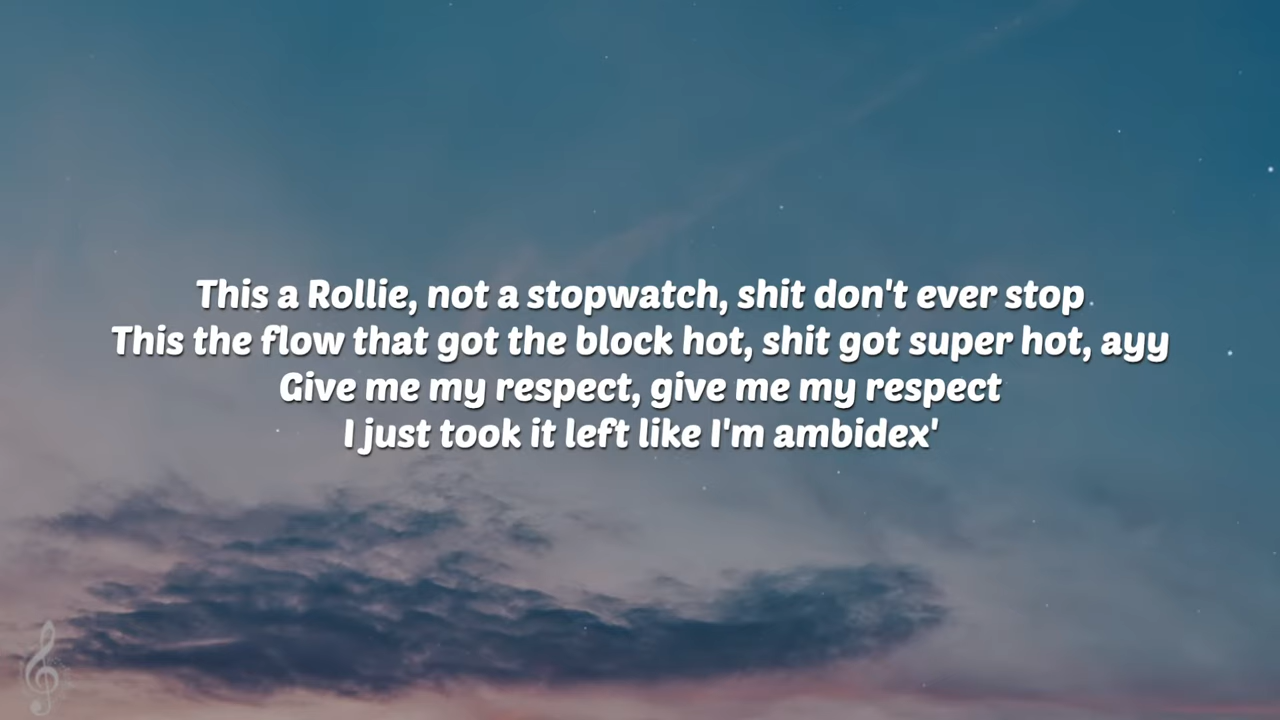 This a Rollie, not a stopwatch, shit don't ever stop
This the flow that got the block hot, shit got super hot, ayy
Give me my respect, give me my respect
I just took it left like I'm ambidex'